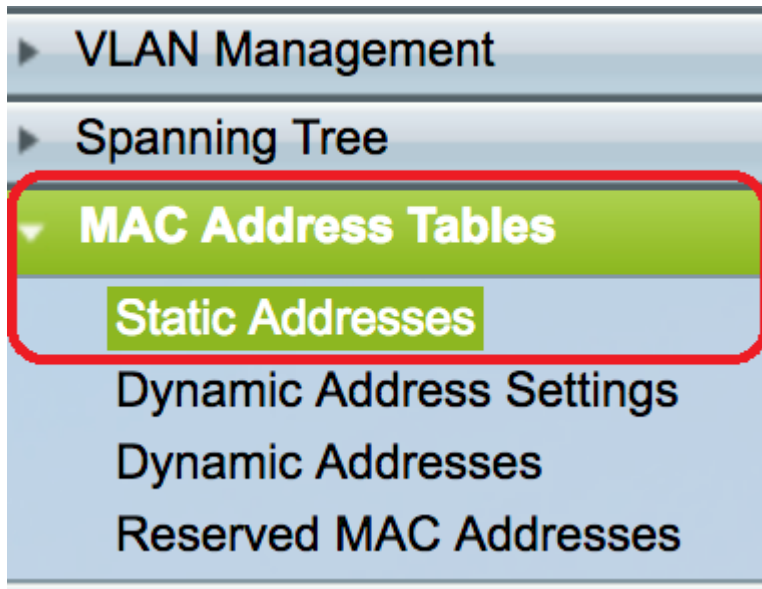 VLAN Management
Spanning Tree
MAC Address Tables
Static Addresses
Dynamic Address Settings
Dynamic Addresses
Reserved MAC Addresses